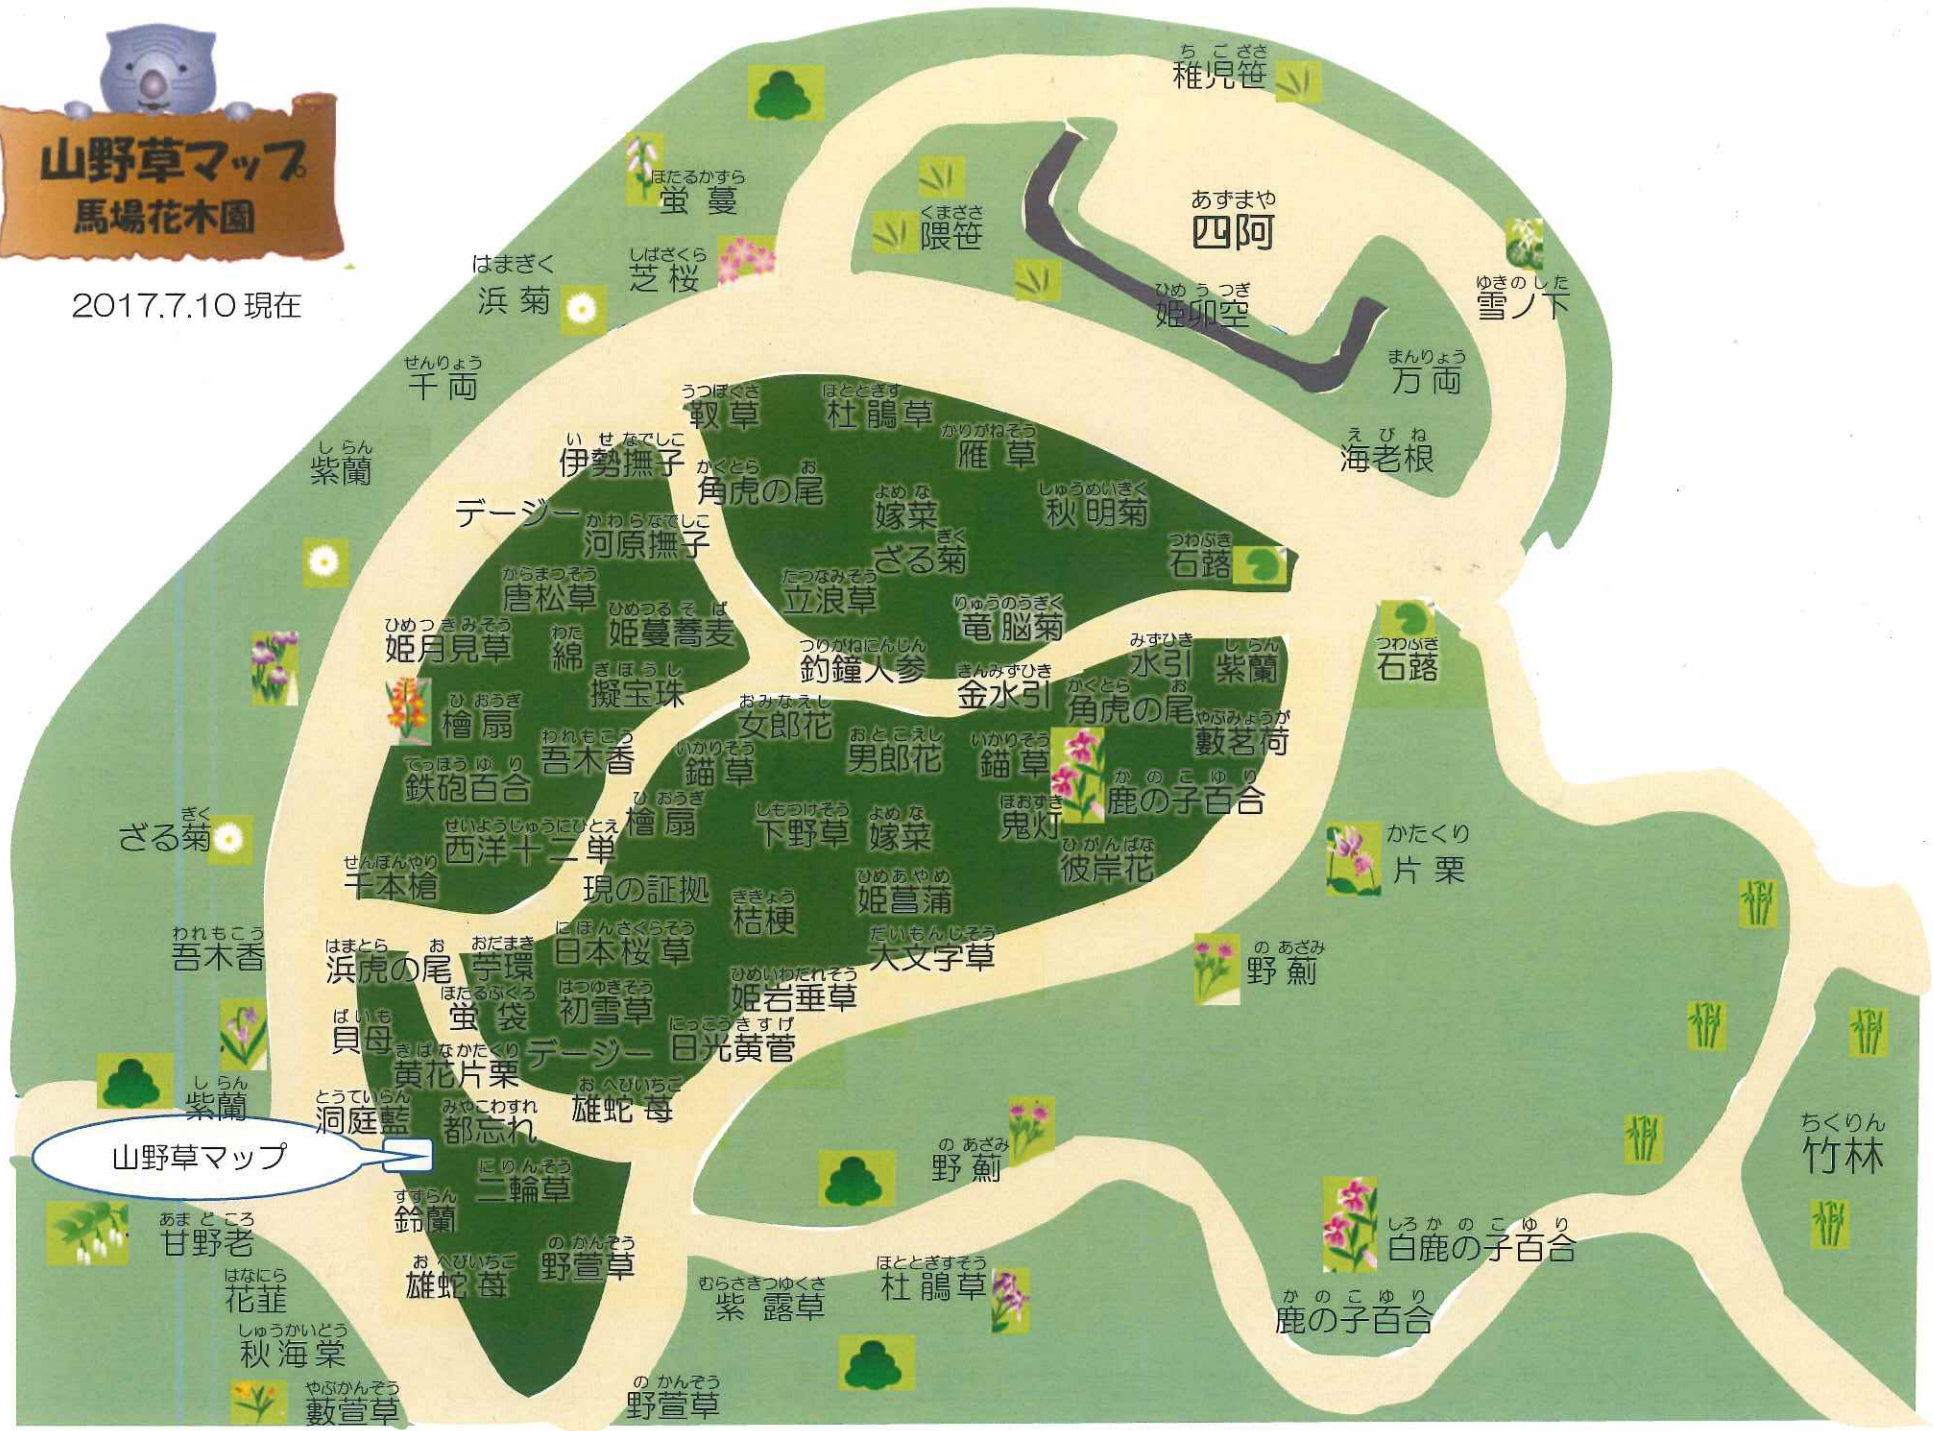 山野草マップ
馬場花木園
2017.7.10 現在
ちござさ
稚児笹
ほたるかずら
蛍蔓
くまざさ
隈笹
あずまや
四阿
しばざくら
芝桜
はまぎく
浜菊
ひめうつぎ
姫卯空
ゆきのした
雪ノ下
せんりょう
千両
まんりょう
万両
うつぼぐさ
靫草
ほととぎす
杜鵑草
かりがねそう
雁草
えびね
海老根
しらん
紫蘭
いせなでしこ
伊勢撫子
かくとらお
角虎の尾
よめな
嫁菜
しゅうめいきく
秋明菊
デージー
かわらなでしこ
河原撫子
ぎく
ざる菊
つわぶき
石蕗
からまつそう
唐松草
たつなみそう
立浪草
ひめつるそば
姫蔓蕎麦
りゅうのうぎく
竜脳菊
ひめつきみそう
姫月見草
わた
綿
つりがねにんじん
釣鐘人参
みずひき
水引
しらん
紫蘭
つわぶき
石蕗
ぎぼうし
擬宝珠
きんみずひき
金水引
かくとらお
角虎の尾
ひおうぎ
檜扇
おみなえし
女郎花
やぶみょうが
藪茗荷
われもこう
吾木香
いかりそう
錨草
おとこえし
男郎花
いかりそう
錨草
てっぽうゆり
鉄砲百合
かのこゆり
鹿の子百合
ひおうぎ
檜扇
しもつけそう
下野草
よめな
嫁菜
ほおずき
鬼灯
ぎく
ざる菊
せいようじゅうにひとえ
西洋十二単
ひがんばな
彼岸花
かたくり
片栗
せんぼんやり
千本槍
現の証拠
ききょう
桔梗
ひめあやめ
姫菖蒲
われもこう
吾木香
はまとらお
浜虎の尾
おだまき
苧環
にほんさくらそう
日本桜草
だいもんじそう
大文字草
のあざみ
野薊
ひめいわだれそう
姫岩垂草
ほたるぶくろ
蛍袋
はつゆきそう
初雪草
ばいも
貝母
にっこうきすげ
日光黄菅
きばなかたくり
黄花片栗
デージー
しらん
紫蘭
とうていらん
洞庭藍
みやこわすれ
都忘れ
おへびいちご
雄蛇苺
山野草マップ
のあざみ
野薊
ちくりん
竹林
にりんそう
二輪草
すずらん
鈴蘭
あまどころ
甘野老
しろかのこゆり
白鹿の子百合
おへびいちご
雄蛇苺
のかんぞう
野萱草
はなにら
花韮
むらさきつゆくさ
紫露草
ほととぎすそう
杜鵑草
かのこゆり
鹿の子百合
しゅうかいどう
秋海棠
やぶかんぞう
藪萱草
のかんぞう
野萱草